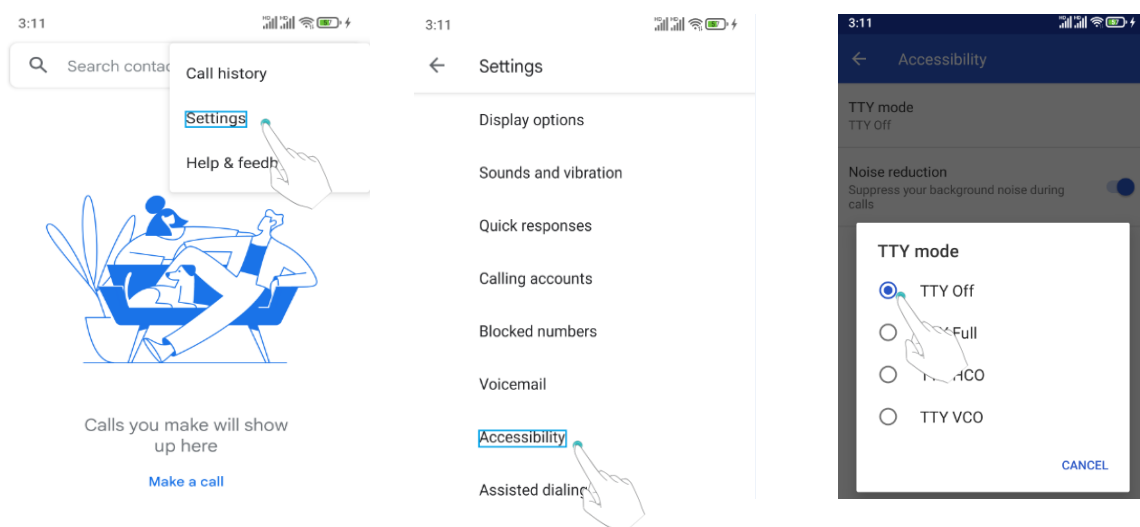 3:11
Search contac
Call history
Settings
Help & feedb
Calls you make will show
up here
Make a call
3:11
Settings
Display options
Sounds and vibration
Quick responses
Calling accounts
Blocked numbers
Voicemail
Accessibility
Assisted dialing
3:11
Accessibility
TTY mode
TTY Off
Noise reduction
Suppress your background noise during
calls
TTY mode
TTY Off
Full
HCO
TTY VCO
CANCEL